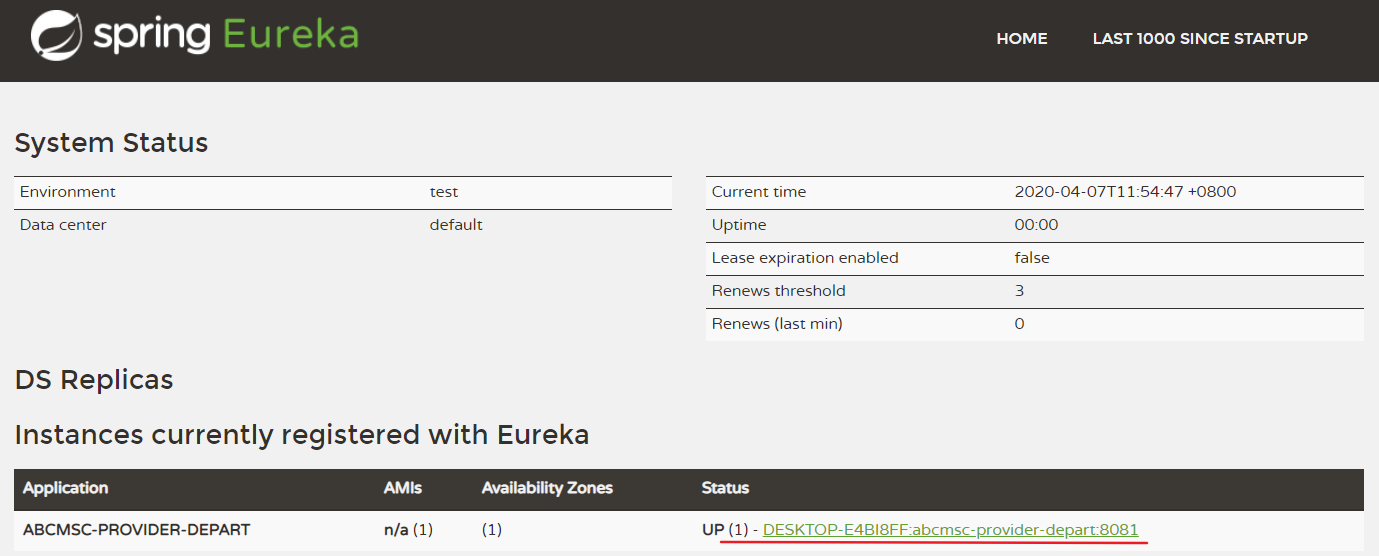 spring Eureka HOME LAST 1000 SINCE STARTUP
System Status
Environment test
Data center default
Current time 2020-04-07T11:54:47 +0800
Uptime 00:00
Lease expiration enabled false
Renews threshold 3
Renews (last min) 0
DS Replicas
Instances currently registered with Eureka
Application AMIs Availability Zones Status
ABCMSC-PROVIDER-DEPART n/a (1) (1) UP (1) - DESKTOP-E4BI8FF:abcmsc-provider-depart:8081